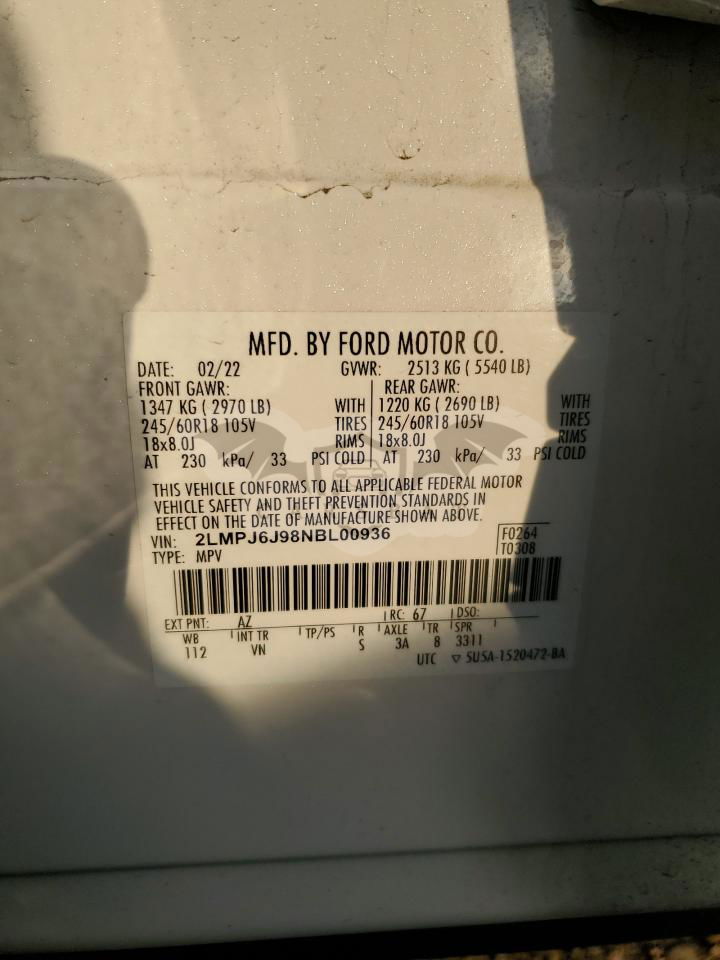 MFD. BY FORD MOTOR CO.
DATE: 02/22 GVWR: 2513 KG ( 5540 LB)
FRONT GAWR: REAR GAWR:
1347 KG ( 2970 LB) WITH 1220 KG ( 2690 LB) WITH
245/60R18 105V TIRES 245/60R18 105V TIRES
18x8.0J RIMS 18x8.0J RIMS
AT 230 kPa/ 33 PSI COLD AT 230 kPa/ 33 PSI COLD
THIS VEHICLE CONFORMS TO ALL APPLICABLE FEDERAL MOTOR
VEHICLE SAFETY AND THEFT PREVENTION STANDARDS IN
EFFECT ON THE DATE OF MANUFACTURE SHOWN ABOVE.
VIN: 2LMPJ6J98NBL00936 F0264
TYPE: MPV T0308
EXT PNT: AZ RC: 67 DSO:
WB INT TR TP/PS R AXLE TR SPR
112 VN S 3A 8 3311
UTC ▽ 5U5A-1520472-BA